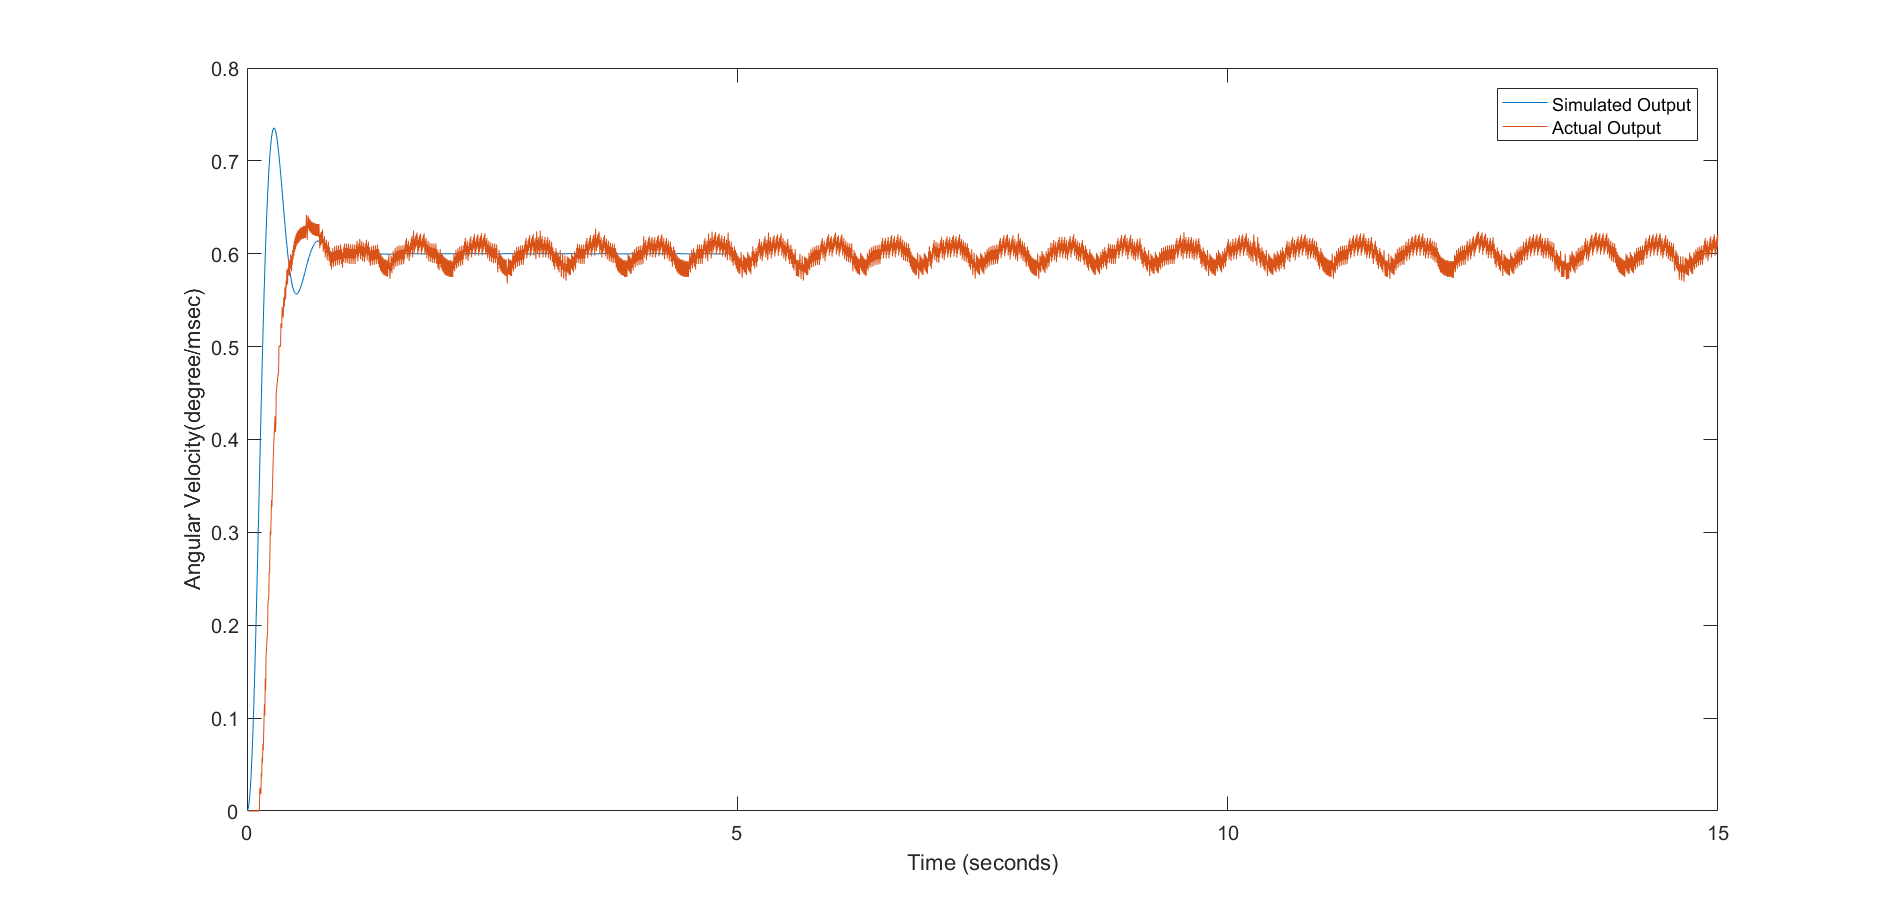 0.8
0.7
0.6
0.5
0.4
0.3
0.2
0.1
0
Angular Velocity(degree/msec)
Simulated Output
Actual Output
0 5 10 15
Time (seconds)